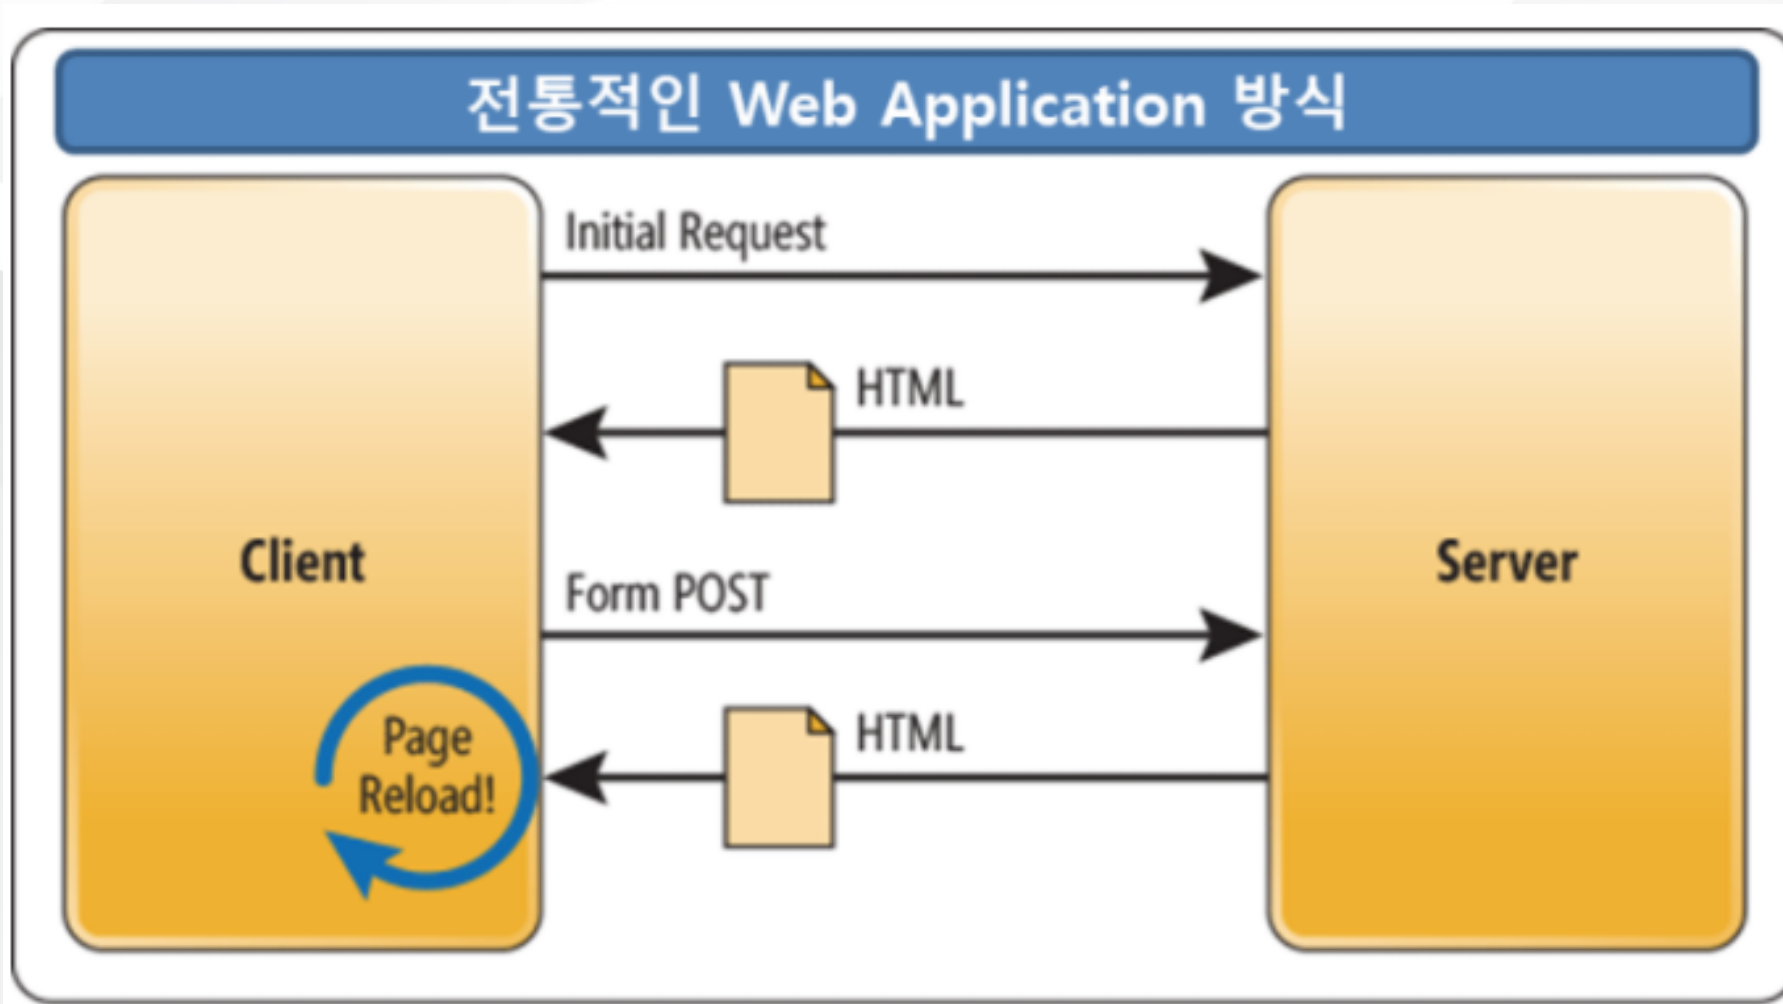 전통적인 Web Application 방식
Initial Request
HTML
Client
Server
Form POST
Page
Reload!
HTML